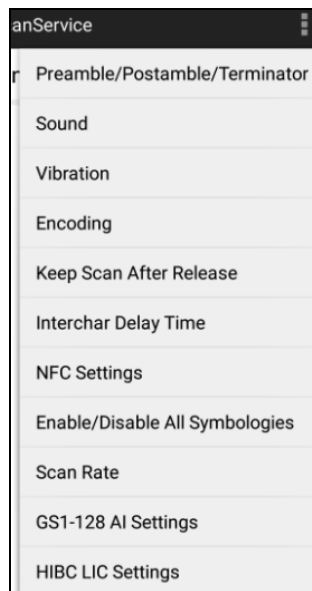 anService
Preamble/Postamble/Terminator
Sound
Vibration
Encoding
Keep Scan After Release
Interchar Delay Time
NFC Settings
Enable/Disable All Symbologies
Scan Rate
GS1-128 AI Settings
HIBC LIC Settings